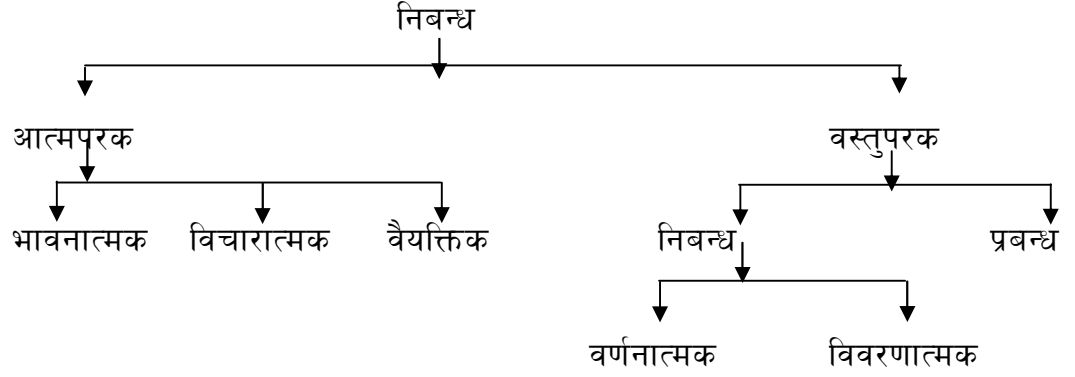 निबन्ध
आत्मपरक वस्तुपरक
भावनात्मक विचारात्मक वैयक्तिक निबन्ध प्रबन्ध
वर्णनात्मक विवरणात्मक